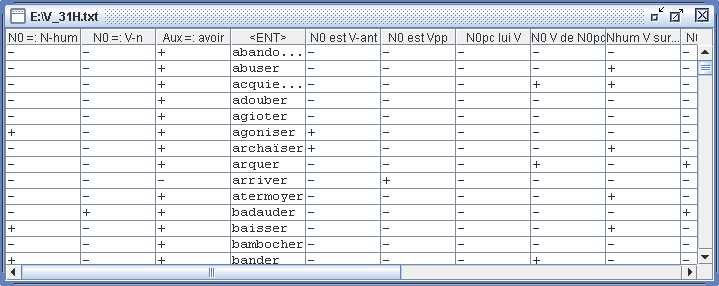 E:\V_31H.txt
N0 =: N-hum N0 =: V-n Aux =: avoir <ENT> N0 est V-ant N0 est Vpp N0pc lui V N0 V de N0pc Nhum V sur...
- - + abando... - - - - - -
- - + abuser - - - - + -
- - + acquie... - - - + + -
- - + adouber - - - - - -
- - + agioter - - - - - -
+ - + agoniser + - - - - -
- - + archaïser + - - - + -
- - + arquer - - - + - +
- - - arriver - + - - - -
- - + atermoyer - - - - + -
- + + badauder - - - - - +
+ - + baisser - - - - + -
- - + bambocher - - - - - -
+ - + bander - - - + - -